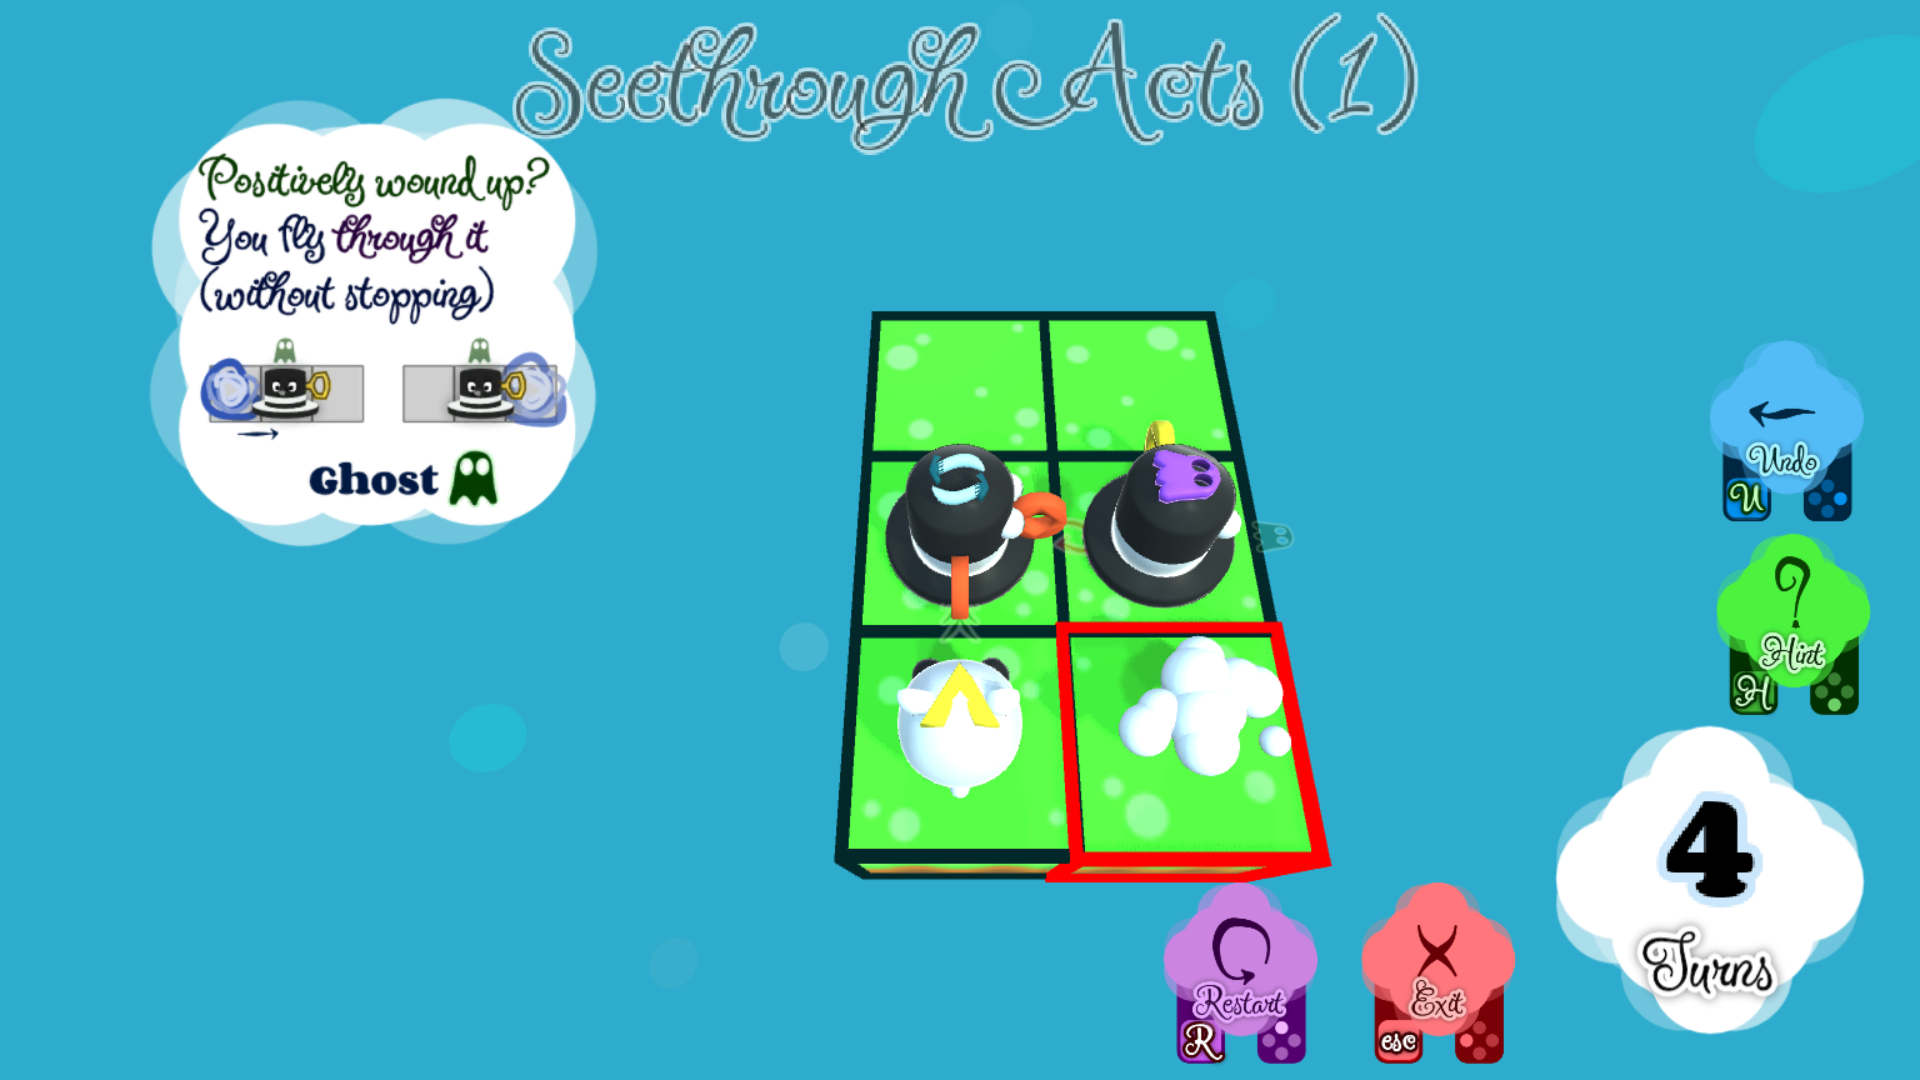 Seethrough Acts (1)
Positively wound up?
You fly through it
(without stopping)
Ghost
Undo
U
Hint
H
4
Turns
Restart
R
Exit
esc